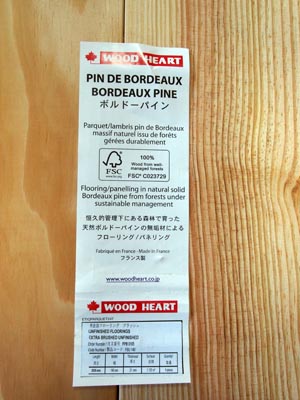 WOOD HEART
PIN DE BORDEAUX
BORDEAUX PINE
ボルドーパイン
Parquet/lambris pin de Bordeaux
massif naturel issu de forêts
gérées durablement
FSC
100%
Wood from well-
managed forests
FSC® C023729
Flooring/panelling in natural solid
Bordeaux pine from forests under
sustainable management
恒久的管理下にある森林で育った
天然ボルドーパインの無垢材による
フローリング/パネリング
Fabriqué en France - Made in France
フランス製
www.woodheart.co.jp
WOOD HEART
UNFINISHED FLOORINGS
EXTRA BRUSHED UNFINISHED